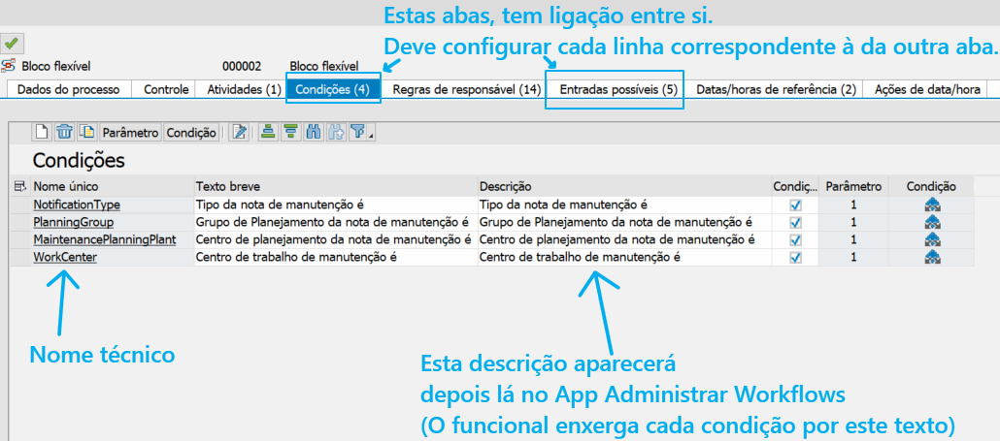 Estas abas, tem ligação entre si.
Deve configurar cada linha correspondente à da outra aba.
Bloco flexível 000002 Bloco flexível
Dados do processo Controle Atividades (1) Condições (4) Regras de responsável (14) Entradas possíveis (5) Datas/horas de referência (2) Ações de data/hora
Parâmetro Condição
Condições
Nome único Texto breve Descrição Condiç... Parâmetro Condição
NotificationType Tipo da nota de manutenção é Tipo da nota de manutenção é 1
PlanningGroup Grupo de Planejamento da nota de manutenção é Grupo de Planejamento da nota de manutenção é 1
MaintenancePlanningPlant Centro de planejamento da nota de manutenção é Centro de planejamento da nota de manutenção é 1
WorkCenter Centro de trabalho de manutenção é Centro de trabalho de manutenção é 1
Nome técnico
Esta descrição aparecerá
depois lá no App Administrar Workflows
(O funcional enxerga cada condição por este texto)